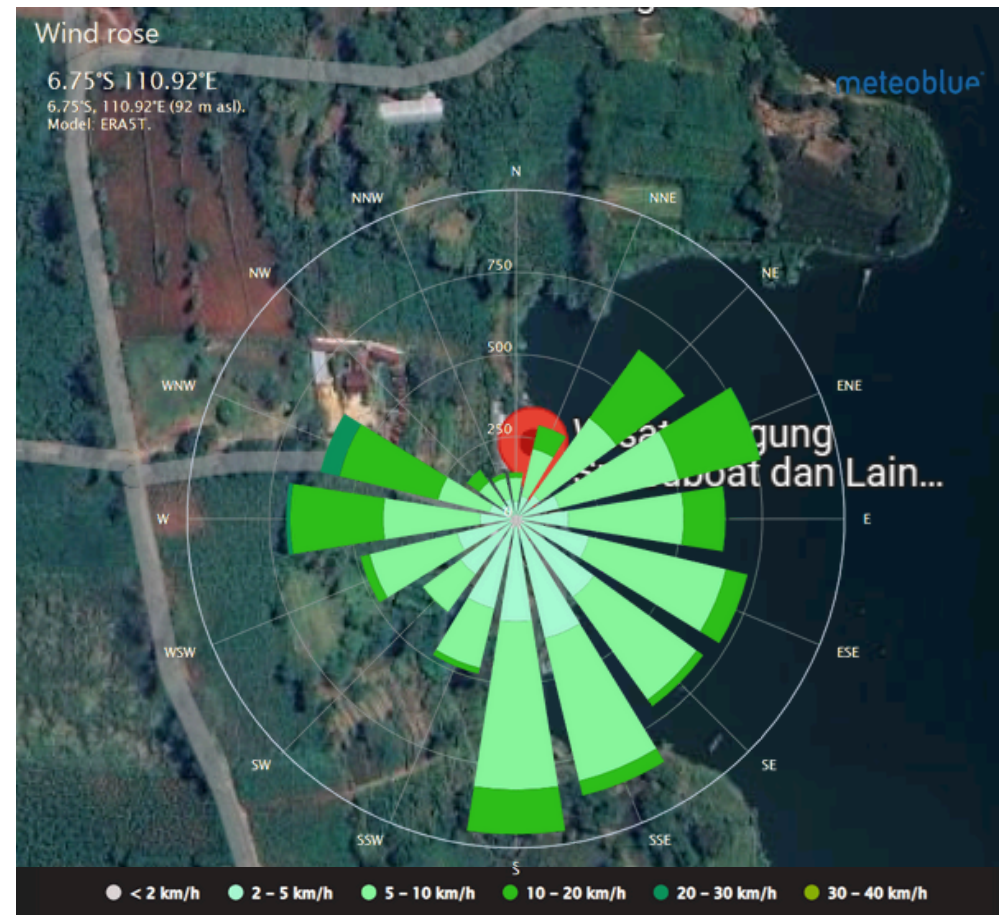 Wind rose
6.75°S 110.92°E
6.75°S, 110.92°E (92 m asl).
Model: ERA5T.
meteoblue
N
NNW
NNE
NW
750
NE
500
WNW
ENE
250
gung
dan Lain...
0
W
E
WSW
ESE
SW
SE
SSW
SSE
S
< 2 km/h
2 – 5 km/h
5 – 10 km/h
10 – 20 km/h
20 – 30 km/h
30 – 40 km/h